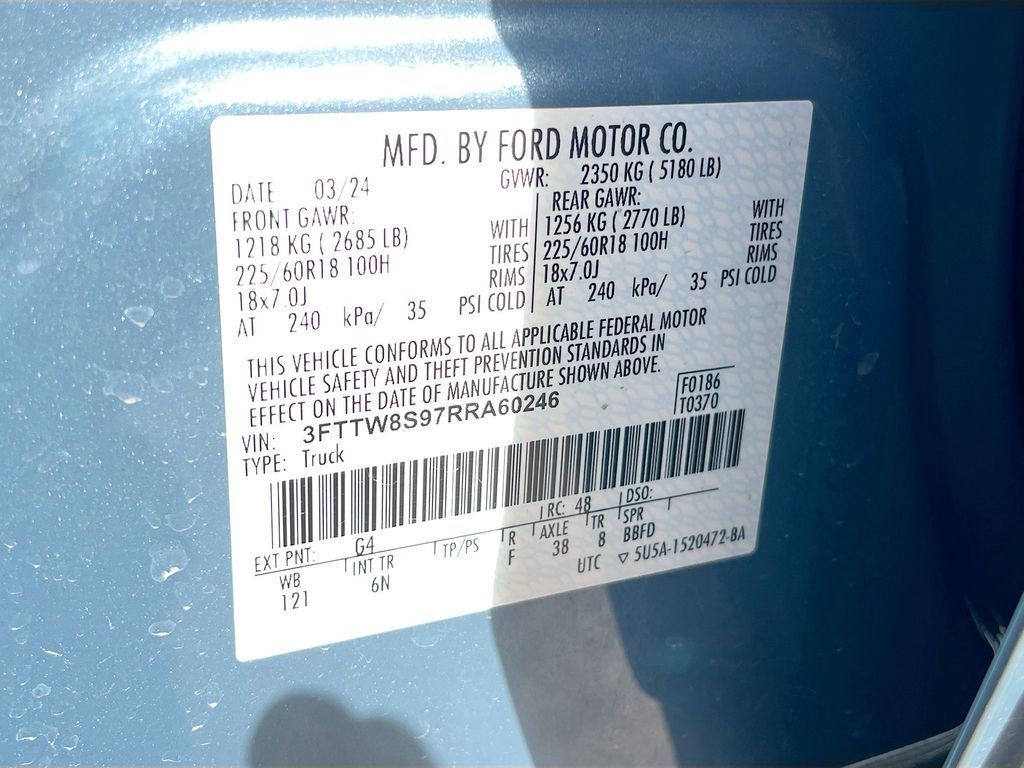 MFD. BY FORD MOTOR CO.
DATE 03/24 GVWR: 2350 KG ( 5180 LB)
FRONT GAWR:
1218 KG ( 2685 LB) WITH
225/60R18 100H TIRES
18x7.0J RIMS
AT 240 kPa/ 35 PSI COLD
REAR GAWR:
1256 KG ( 2770 LB) WITH
225/60R18 100H TIRES
18x7.0J RIMS
AT 240 kPa/ 35 PSI COLD
THIS VEHICLE CONFORMS TO ALL APPLICABLE FEDERAL MOTOR
VEHICLE SAFETY AND THEFT PREVENTION STANDARDS IN
EFFECT ON THE DATE OF MANUFACTURE SHOWN ABOVE.
VIN: 3FTTW8S97RRA60246
TYPE: Truck
F0186
T0370
EXT PNT: G4 RC: 48 DSO:
WB INT TR TP/PS R AXLE TR SPR
121 6N F 38 8 BBFD
UTC ▽ 5U5A-1520472-BA